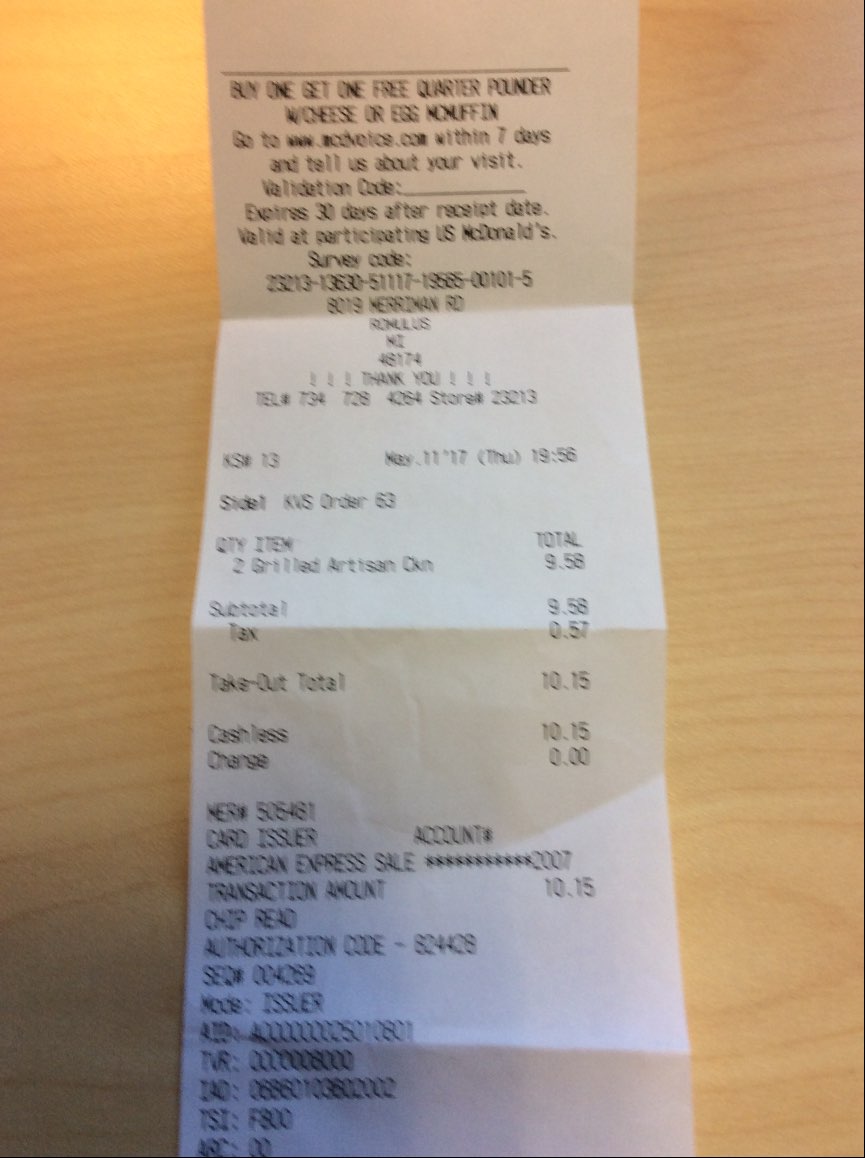 BUY ONE GET ONE FREE QUARTER POUNDER
W/CHEESE OR EGG MCMUFFIN
Go to www.mcdvoice.com within 7 days
and tell us about your visit.
Validation Code:____________
Expires 30 days after receipt date.
Valid at participating US McDonald's.
Survey code:
23213-13630-51117-19565-00101-5
8019 MERRIMAN RD
ROMULUS
MI
48174
! ! ! THANK YOU ! ! !
TEL# 734 728 4264 Store# 23213
KS# 13 May.11'17 (Thu) 19:56
Side1 KVS Order 63
QTY ITEM TOTAL
2 Grilled Artisan Ckn 9.58
Subtotal 9.58
Tax 0.57
Take-Out Total 10.15
Cashless 10.15
Change 0.00
MER# 505481
CARD ISSUER ACCOUNT#
AMERICAN EXPRESS SALE ***********2007
TRANSACTION AMOUNT 10.15
CHIP READ
AUTHORIZATION CODE - 824428
SEQ# 004269
Mode: ISSUER
AID: A000000025010801
TVR: 0000008000
IAD: 06860103602002
TSI: F800
ARC: 00